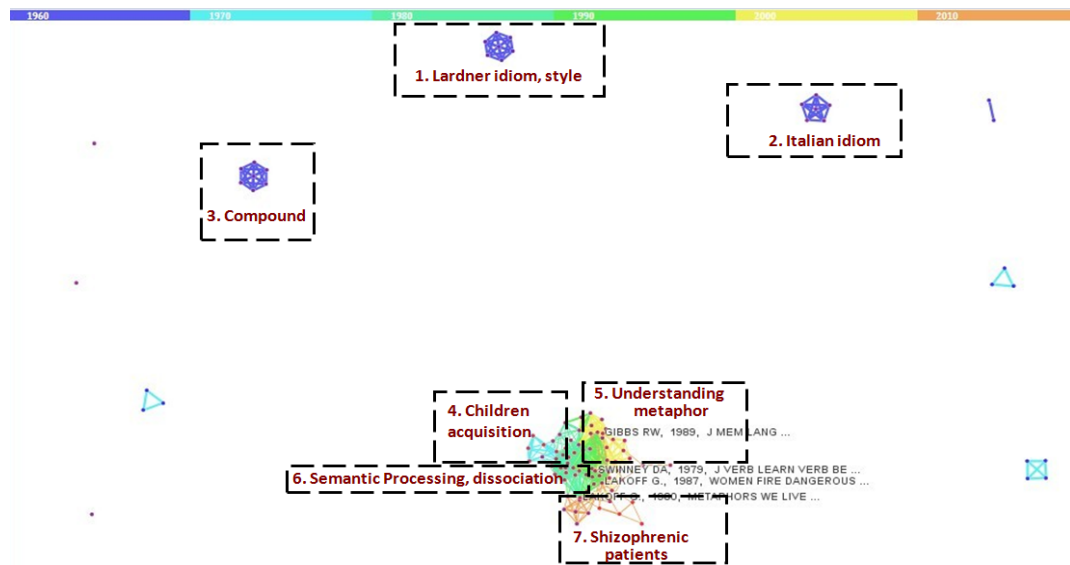 1960 1970 1980 1990 2000 2010
1. Lardner idiom, style
2. Italian idiom
3. Compound
4. Children
acquisition
5. Understanding
metaphor
GIBBS RW, 1989, J MEM LANG ...
SWINNEY DA, 1979, J VERB LEARN VERB BE ...
6. Semantic Processing, dissociation
LAKOFF G., 1987, WOMEN FIRE DANGEROUS ...
LAKOFF G., 1980, METAPHORS WE LIVE ...
7. Shizophrenic
patients